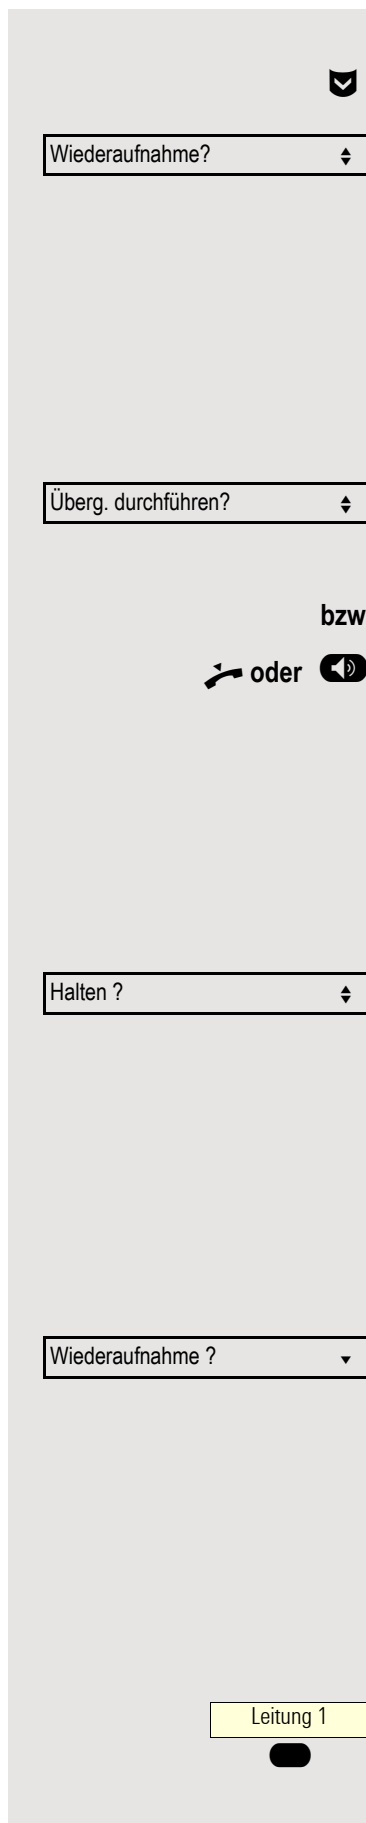 Wiederaufnahme?
Überg. durchführen?
bzw
oder
Halten ?
Wiederaufnahme ?
Leitung 1